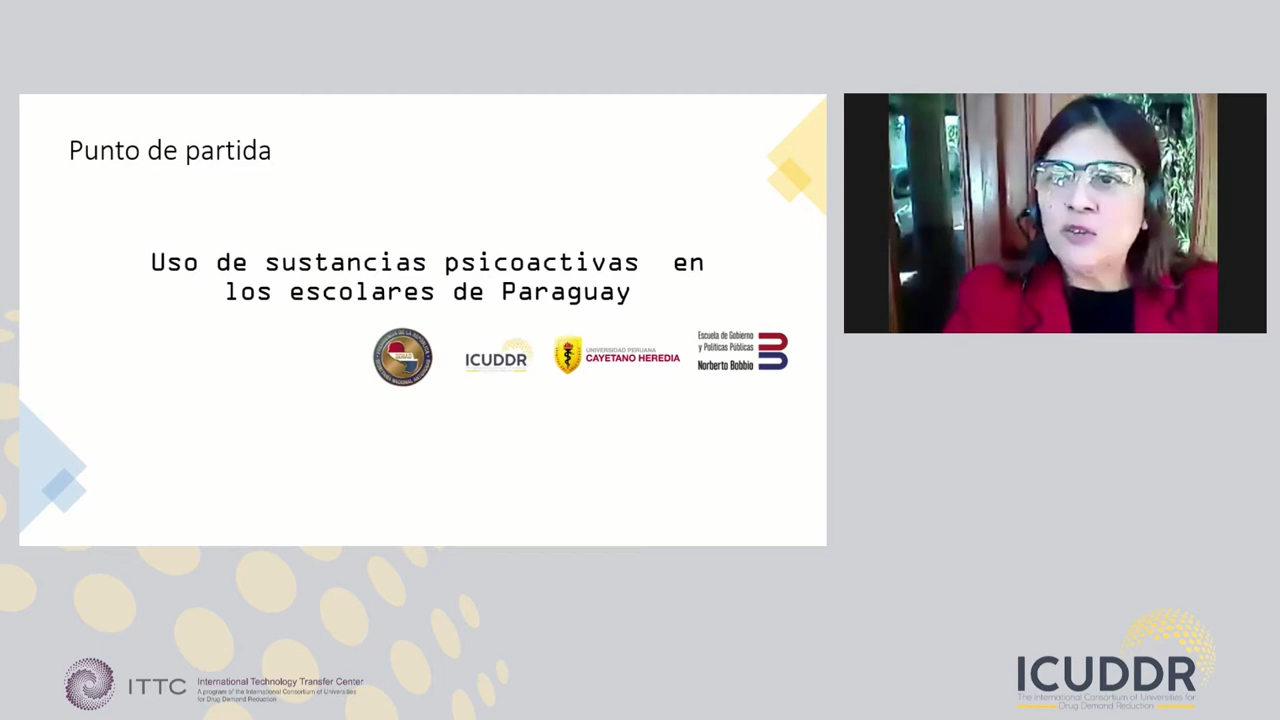 Punto de partida
Uso de sustancias psicoactivas en
los escolares de Paraguay
ICUDDR
UNIVERSIDAD PERUANA
CAYETANO HEREDIA
Escuela de Gobierno
y Políticas Públicas
Norberto Bobbio
ITTC
International Technology Transfer Center
A program of the International Consortium of Universities
for Drug Demand Reduction
ICUDDR
The International Consortium of Universities for
Drug Demand Reduction